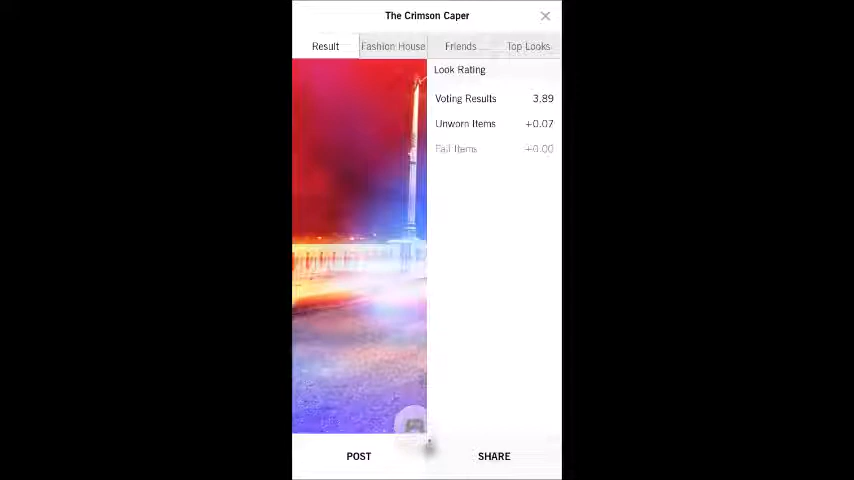 The Crimson Caper
Result
Fashion House
Friends
Top Looks
Look Rating
Voting Results 3.89
Unworn Items +0.07
Fall Items +0.00
POST
SHARE